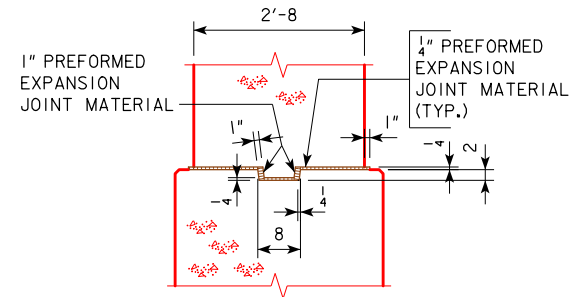 2'-8
1" PREFORMED
EXPANSION
JOINT MATERIAL
1/4" PREFORMED
EXPANSION
JOINT MATERIAL
(TYP.)
1"
1"
1/4
2
1/4
1/4
8